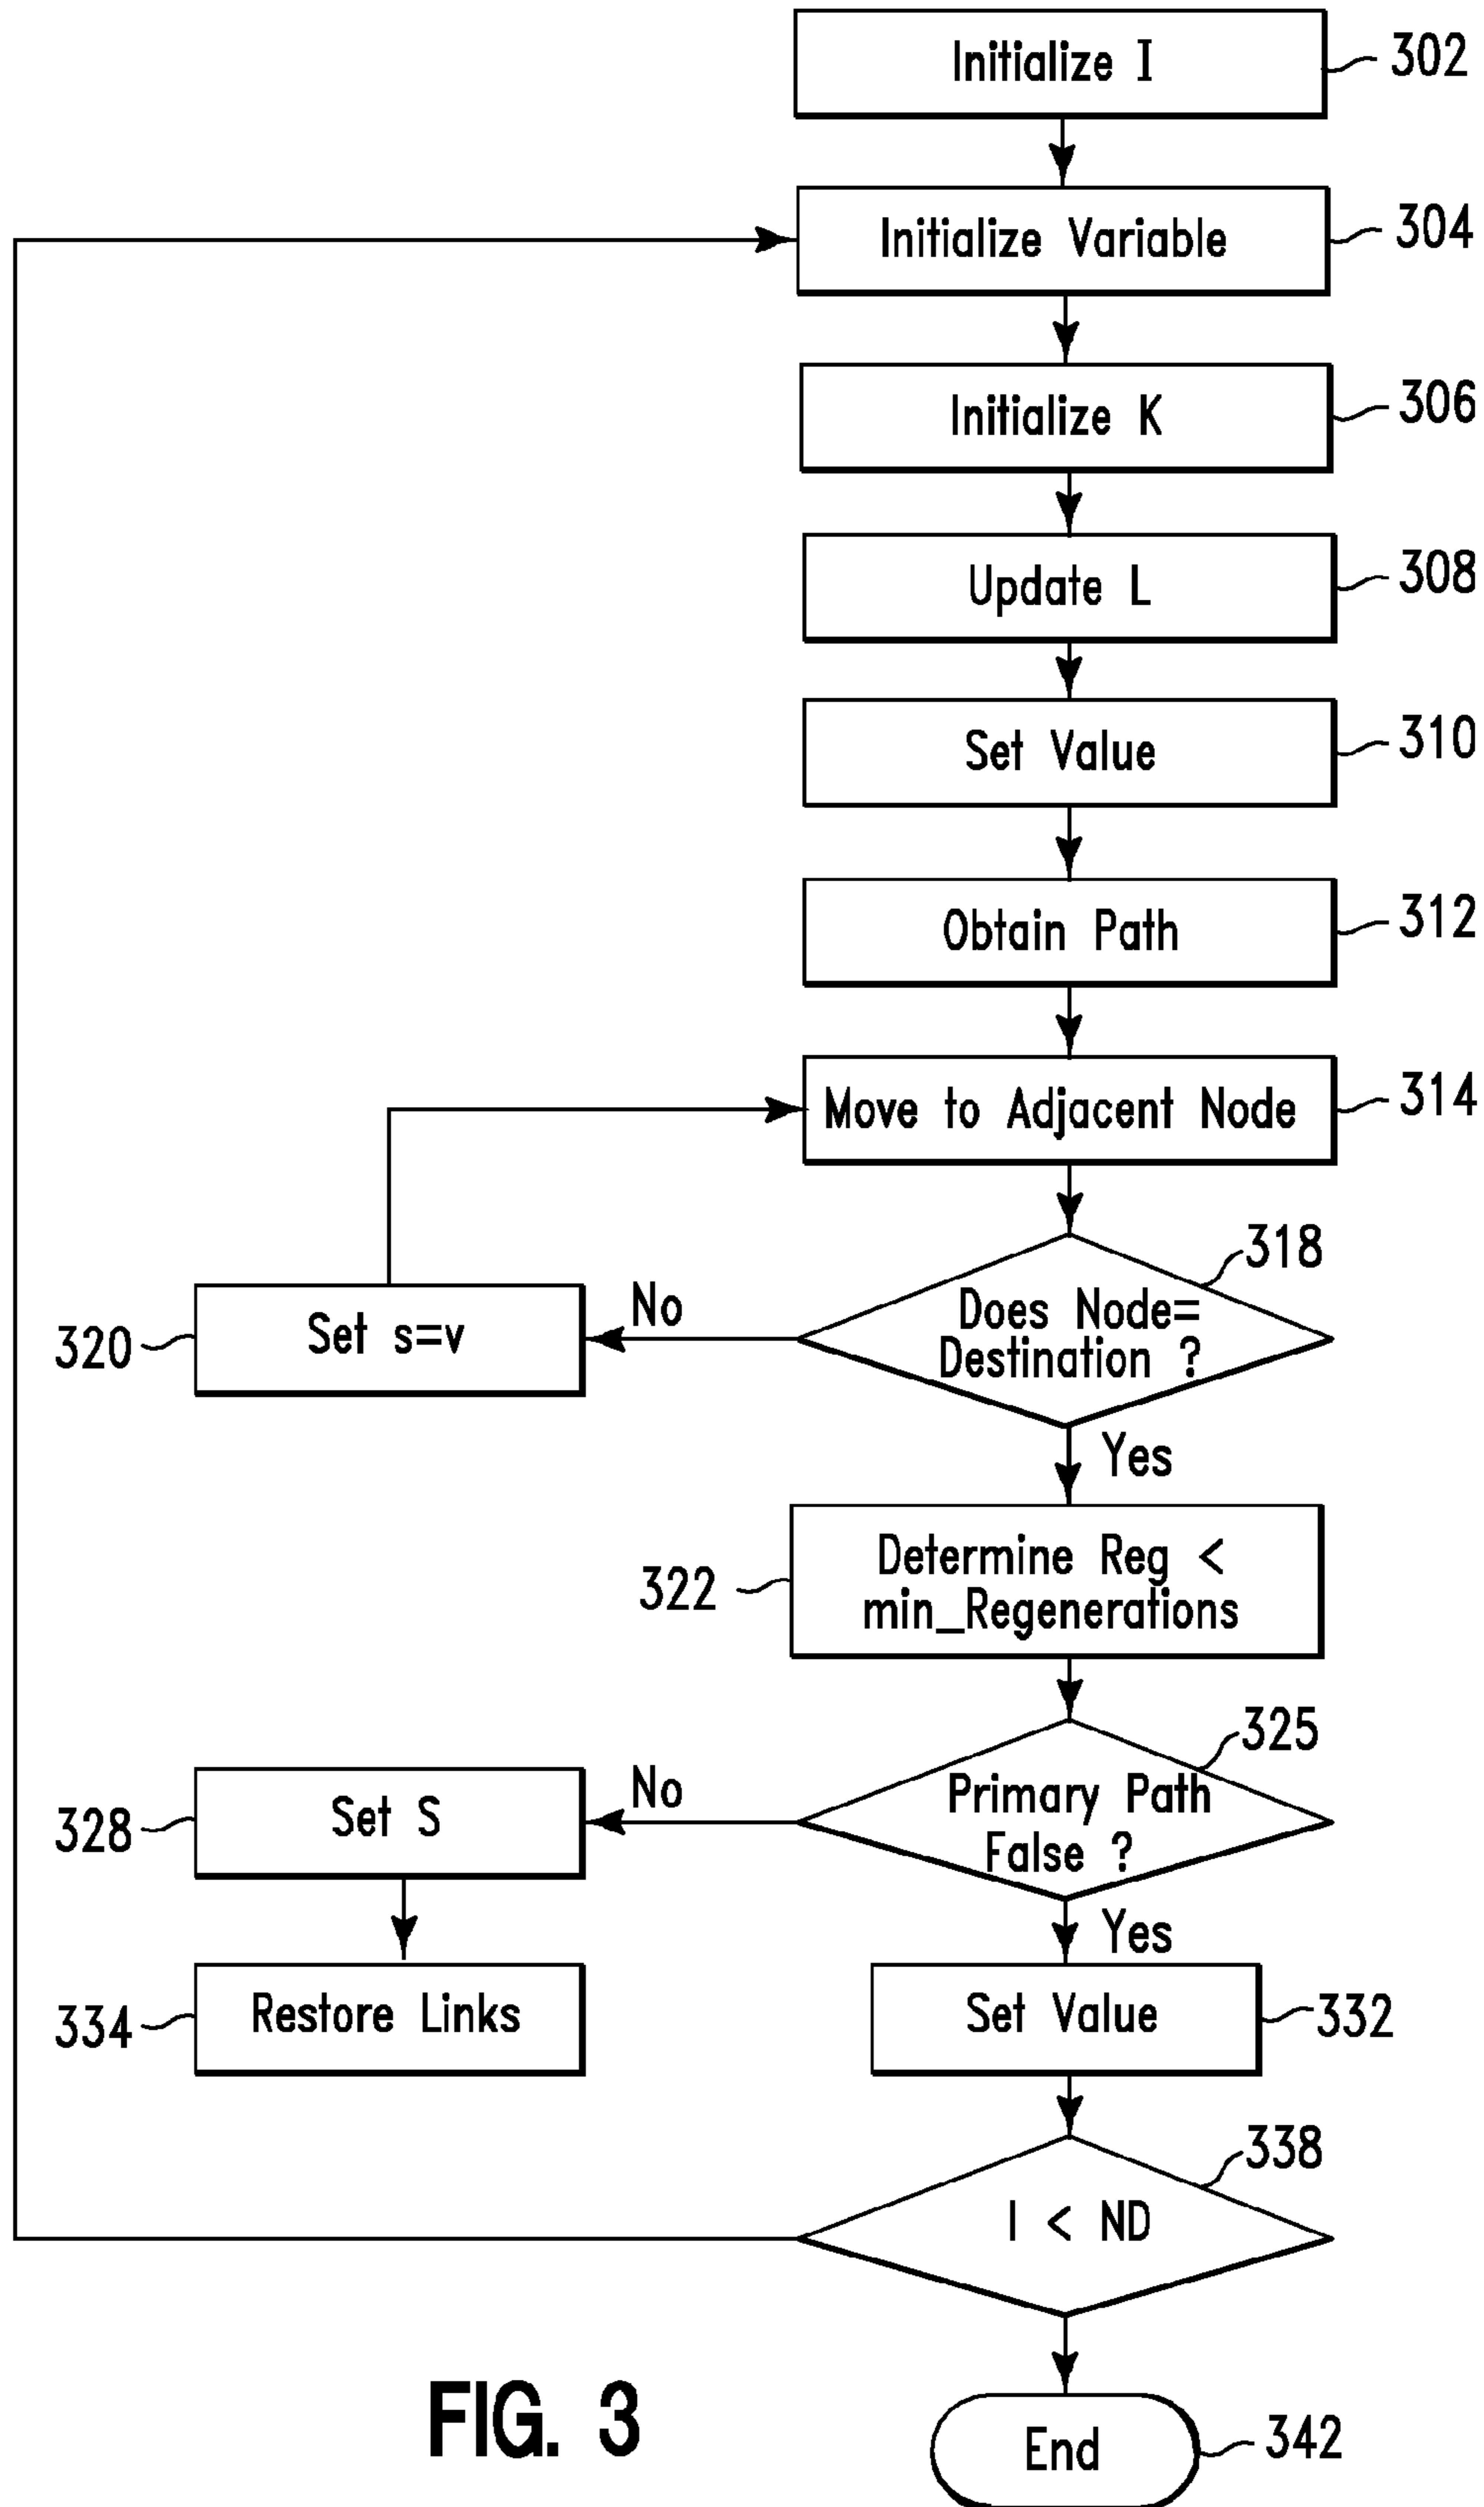 Initialize I
302
Initialize Variable
304
Initialize K
306
Update L
308
Set Value
310
Obtain Path
312
Move to Adjacent Node
314
318
Does Node=
Destination ?
No
Set s=v
320
Yes
Determine Reg <
min_Regenerations
322
325
Primary Path
False ?
No
Set S
328
Yes
Restore Links
334
Set Value
332
338
I < ND
FIG. 3
End
342